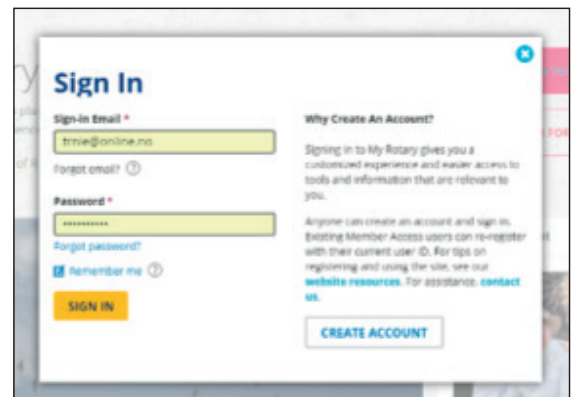 Sign In
Sign-in Email *
trnie@online.no
Forgot email? ?
Password *
••••••••••
Forgot password?
Remember me ?
SIGN IN
Why Create An Account?
Signing in to My Rotary gives you a
customized experience and easier access to
tools and information that are relevant to
you.
Anyone can create an account and sign in.
Existing Member Access users can re-register
with their current user ID. For tips on
registering and using the site, see our
website resources. For assistance, contact
us.
CREATE ACCOUNT